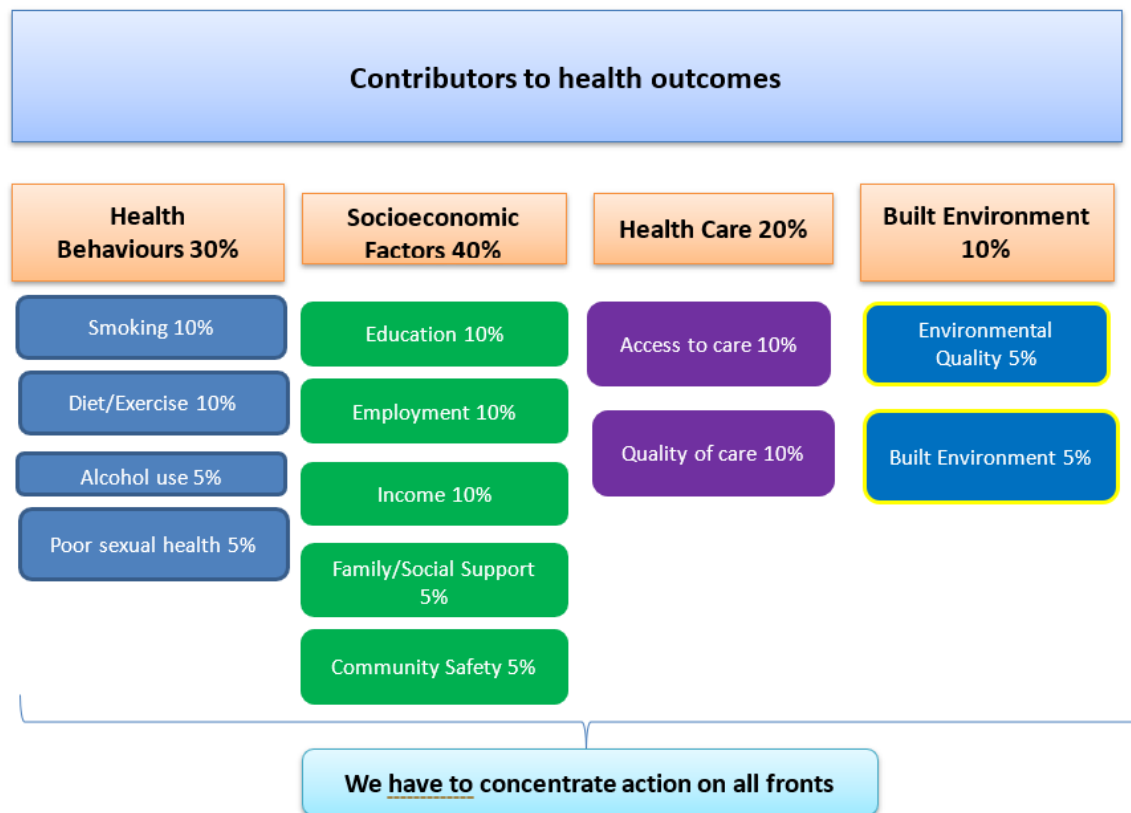 Contributors to health outcomes
Health
Behaviours 30%
Smoking 10%
Diet/Exercise 10%
Alcohol use 5%
Poor sexual health 5%
Socioeconomic
Factors 40%
Education 10%
Employment 10%
Income 10%
Family/Social Support
5%
Community Safety 5%
Health Care 20%
Access to care 10%
Quality of care 10%
Built Environment
10%
Environmental
Quality 5%
Built Environment 5%
We have to concentrate action on all fronts